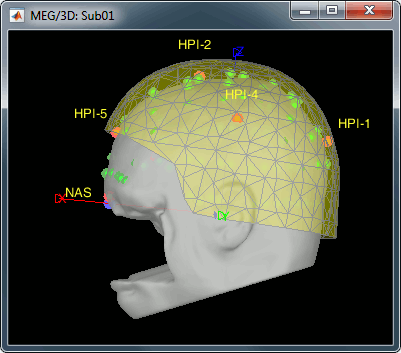 MEG/3D: Sub01
HPI-2
Z
HPI-4
HPI-5
HPI-1
X
NAS
Y